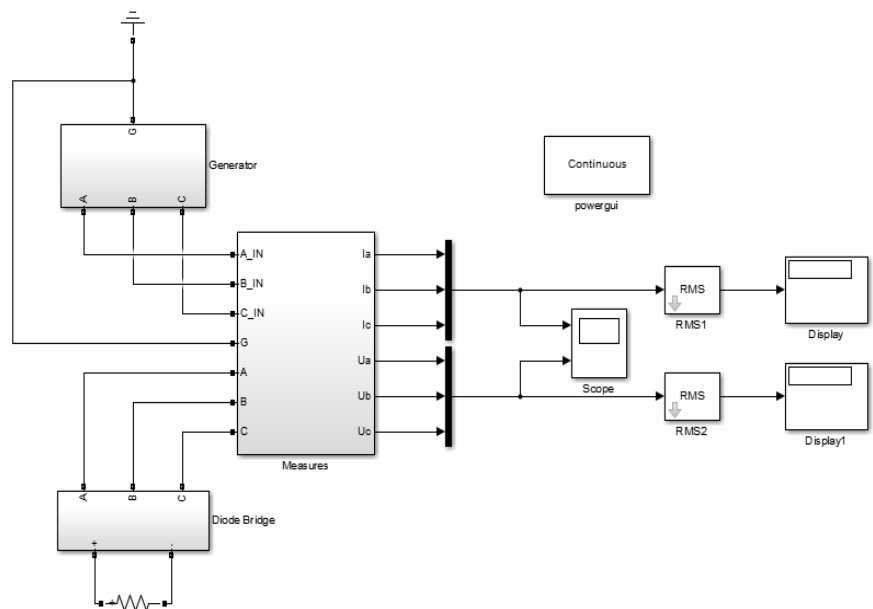 G
Generator
A B C
Continuous
powergui
A_IN
B_IN
C_IN
G
A
B
C
Ia
Ib
Ic
Ua
Ub
Uc
Measures
RMS
RMS1
Display
Scope
RMS
RMS2
Display1
A B C
Diode Bridge
+ -
+